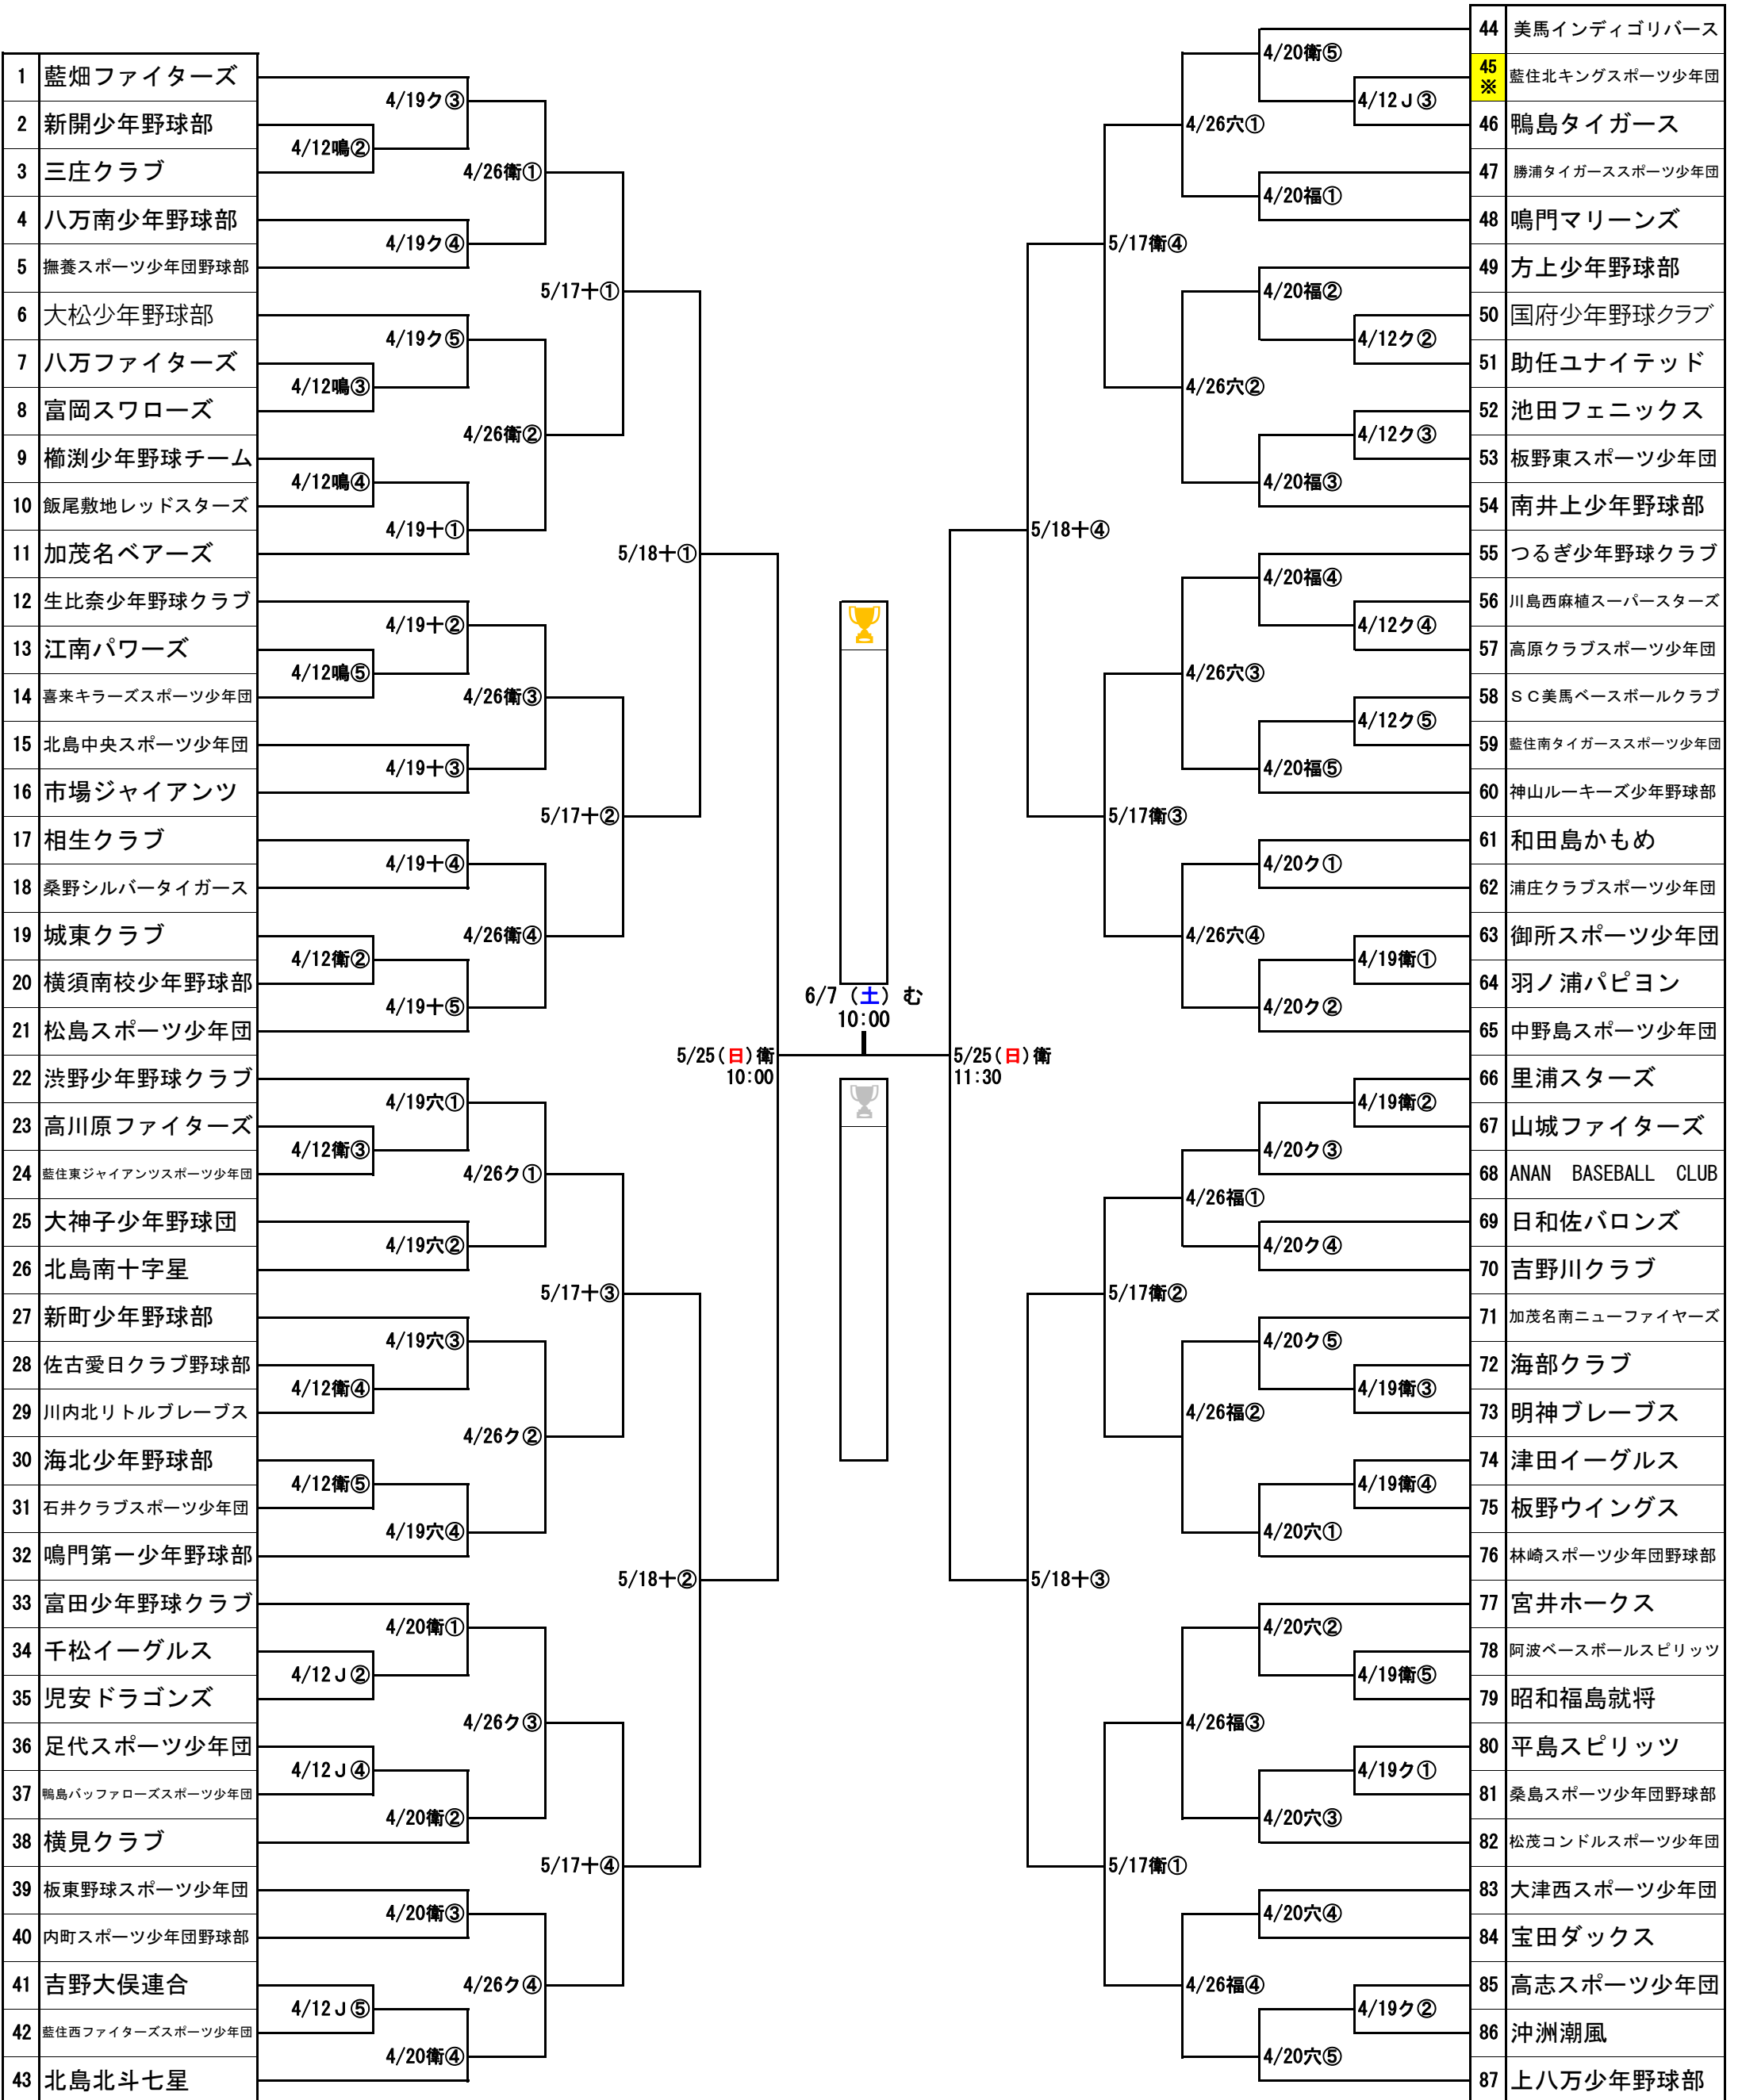 1 藍畑ファイターズ
2 新開少年野球部
3 三庄クラブ
4 八万南少年野球部
5 撫養スポーツ少年団野球部
6 大松少年野球部
7 八万ファイターズ
8 富岡スワローズ
9 櫛渕少年野球チーム
10 飯尾敷地レッドスターズ
11 加茂名ベアーズ
12 生比奈少年野球クラブ
13 江南パワーズ
14 喜来キラーズスポーツ少年団
15 北島中央スポーツ少年団
16 市場ジャイアンツ
17 相生クラブ
18 桑野シルバータイガース
19 城東クラブ
20 横須南校少年野球部
21 松島スポーツ少年団
22 渋野少年野球クラブ
23 高川原ファイターズ
24 藍住東ジャイアンツスポーツ少年団
25 大神子少年野球団
26 北島南十字星
27 新町少年野球部
28 佐古愛日クラブ野球部
29 川内北リトルブレーブス
30 海北少年野球部
31 石井クラブスポーツ少年団
32 鳴門第一少年野球部
33 富田少年野球クラブ
34 千松イーグルス
35 児安ドラゴンズ
36 足代スポーツ少年団
37 鴨島バッファローズスポーツ少年団
38 横見クラブ
39 板東野球スポーツ少年団
40 内町スポーツ少年団野球部
41 吉野大俣連合
42 藍住西ファイターズスポーツ少年団
43 北島北斗七星
4/12鳴②
4/12鳴③
4/12鳴④
4/12鳴⑤
4/12衛②
4/12衛③
4/12衛④
4/12衛⑤
4/12J②
4/12J④
4/12J⑤
4/19ク③
4/19ク④
4/19ク⑤
4/19十①
4/19十②
4/19十③
4/19十④
4/19十⑤
4/19穴①
4/19穴②
4/19穴③
4/19穴④
4/20衛①
4/20衛②
4/20衛③
4/20衛④
4/26衛①
4/26衛②
4/26衛③
4/26衛④
4/26ク①
4/26ク②
4/26ク③
4/26ク④
5/17十①
5/17十②
5/17十③
5/17十④
5/18十①
5/18十②
5/25(日)衛
10:00
6/7(土)む
10:00
5/25(日)衛
11:30
5/18十④
5/18十③
5/17衛④
5/17衛③
5/17衛②
5/17衛①
4/26穴①
4/26穴②
4/26穴③
4/26穴④
4/26福①
4/26福②
4/26福③
4/26福④
4/20衛⑤
4/20福①
4/20福②
4/20福③
4/20福④
4/20福⑤
4/20ク①
4/20ク②
4/20ク③
4/20ク④
4/20ク⑤
4/20穴①
4/20穴②
4/20穴③
4/20穴④
4/20穴⑤
4/12J③
4/12ク②
4/12ク③
4/12ク④
4/12ク⑤
4/19衛①
4/19衛②
4/19衛③
4/19衛④
4/19衛⑤
4/19ク①
4/19ク②
44 美馬インディゴリバース
45※ 藍住北キングスポーツ少年団
46 鴨島タイガース
47 勝浦タイガーススポーツ少年団
48 鳴門マリーンズ
49 方上少年野球部
50 国府少年野球クラブ
51 助任ユナイテッド
52 池田フェニックス
53 板野東スポーツ少年団
54 南井上少年野球部
55 つるぎ少年野球クラブ
56 川島西麻植スーパースターズ
57 高原クラブスポーツ少年団
58 SC美馬ベースボールクラブ
59 藍住南タイガーススポーツ少年団
60 神山ルーキーズ少年野球部
61 和田島かもめ
62 浦庄クラブスポーツ少年団
63 御所スポーツ少年団
64 羽ノ浦パピヨン
65 中野島スポーツ少年団
66 里浦スターズ
67 山城ファイターズ
68 ANAN BASEBALL CLUB
69 日和佐バロンズ
70 吉野川クラブ
71 加茂名南ニューファイヤーズ
72 海部クラブ
73 明神ブレーブス
74 津田イーグルス
75 板野ウイングス
76 林崎スポーツ少年団野球部
77 宮井ホークス
78 阿波ベースボールスピリッツ
79 昭和福島就将
80 平島スピリッツ
81 桑島スポーツ少年団野球部
82 松茂コンドルスポーツ少年団
83 大津西スポーツ少年団
84 宝田ダックス
85 高志スポーツ少年団
86 沖洲潮風
87 上八万少年野球部